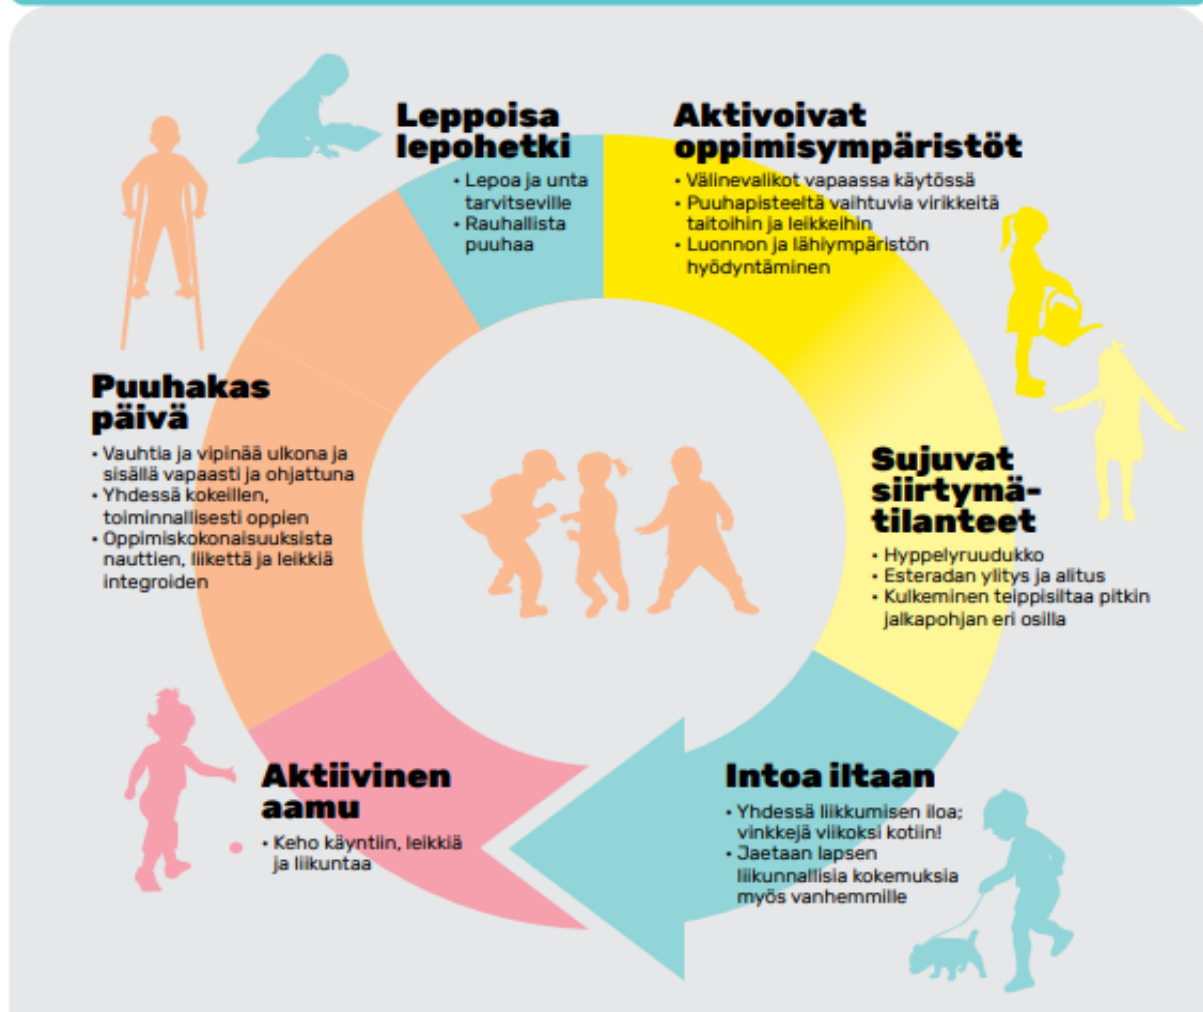 Leppoisa
lepohetki
• Lepoa ja unta
tarvitseville
• Rauhallista
puuhaa
Aktivoivat
oppimisympäristöt
• Välinevalikot vapaassa käytössä
• Puuhapisteeltä vaihtuvia virikkeitä
taitoihin ja leikkeihin
• Luonnon ja lähiympäristön
hyödyntäminen
Puuhakas
päivä
• Vauhtia ja vipinää ulkona ja
sisällä vapaasti ja ohjattuna
• Yhdessä kokeillen,
toiminnallisesti oppien
• Oppimiskokonaisuuksista
nauttien, liikettä ja leikkiä
integroiden
Sujuvat
siirtymä-
tilanteet
• Hyppelyruudukko
• Esteradan ylitys ja alitus
• Kulkeminen teippisiltaa pitkin
jalkapohjan eri osilla
Aktiivinen
aamu
• Keho käyntiin, leikkiä
ja liikuntaa
Intoa iltaan
• Yhdessä liikkumisen iloa;
vinkkejä viikoksi kotiin!
• Jaetaan lapsen
liikunnallisia kokemuksia
myös vanhemmille